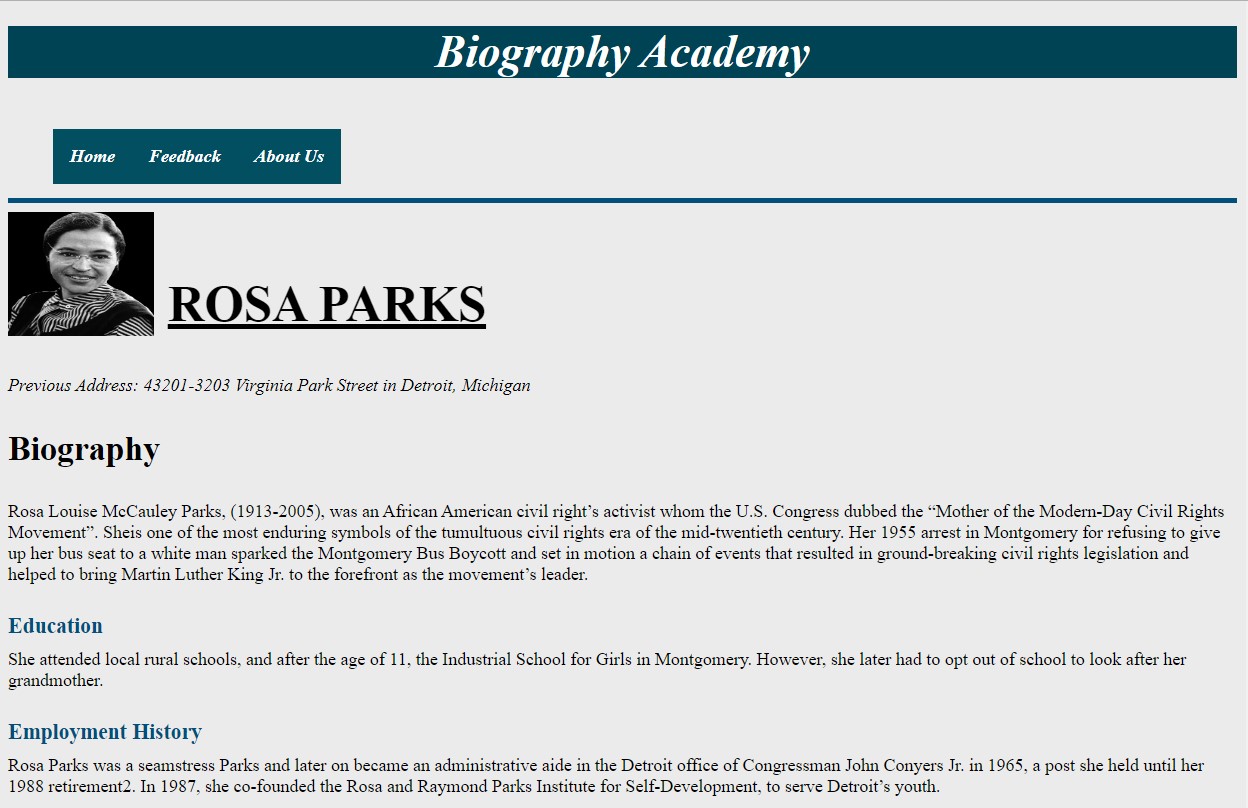 Biography Academy
Home Feedback About Us
ROSA PARKS
Previous Address: 43201-3203 Virginia Park Street in Detroit, Michigan
Biography
Rosa Louise McCauley Parks, (1913-2005), was an African American civil right’s activist whom the U.S. Congress dubbed the “Mother of the Modern-Day Civil Rights
Movement”. Sheis one of the most enduring symbols of the tumultuous civil rights era of the mid-twentieth century. Her 1955 arrest in Montgomery for refusing to give
up her bus seat to a white man sparked the Montgomery Bus Boycott and set in motion a chain of events that resulted in ground-breaking civil rights legislation and
helped to bring Martin Luther King Jr. to the forefront as the movement’s leader.
Education
She attended local rural schools, and after the age of 11, the Industrial School for Girls in Montgomery. However, she later had to opt out of school to look after her
grandmother.
Employment History
Rosa Parks was a seamstress Parks and later on became an administrative aide in the Detroit office of Congressman John Conyers Jr. in 1965, a post she held until her
1988 retirement2. In 1987, she co-founded the Rosa and Raymond Parks Institute for Self-Development, to serve Detroit’s youth.